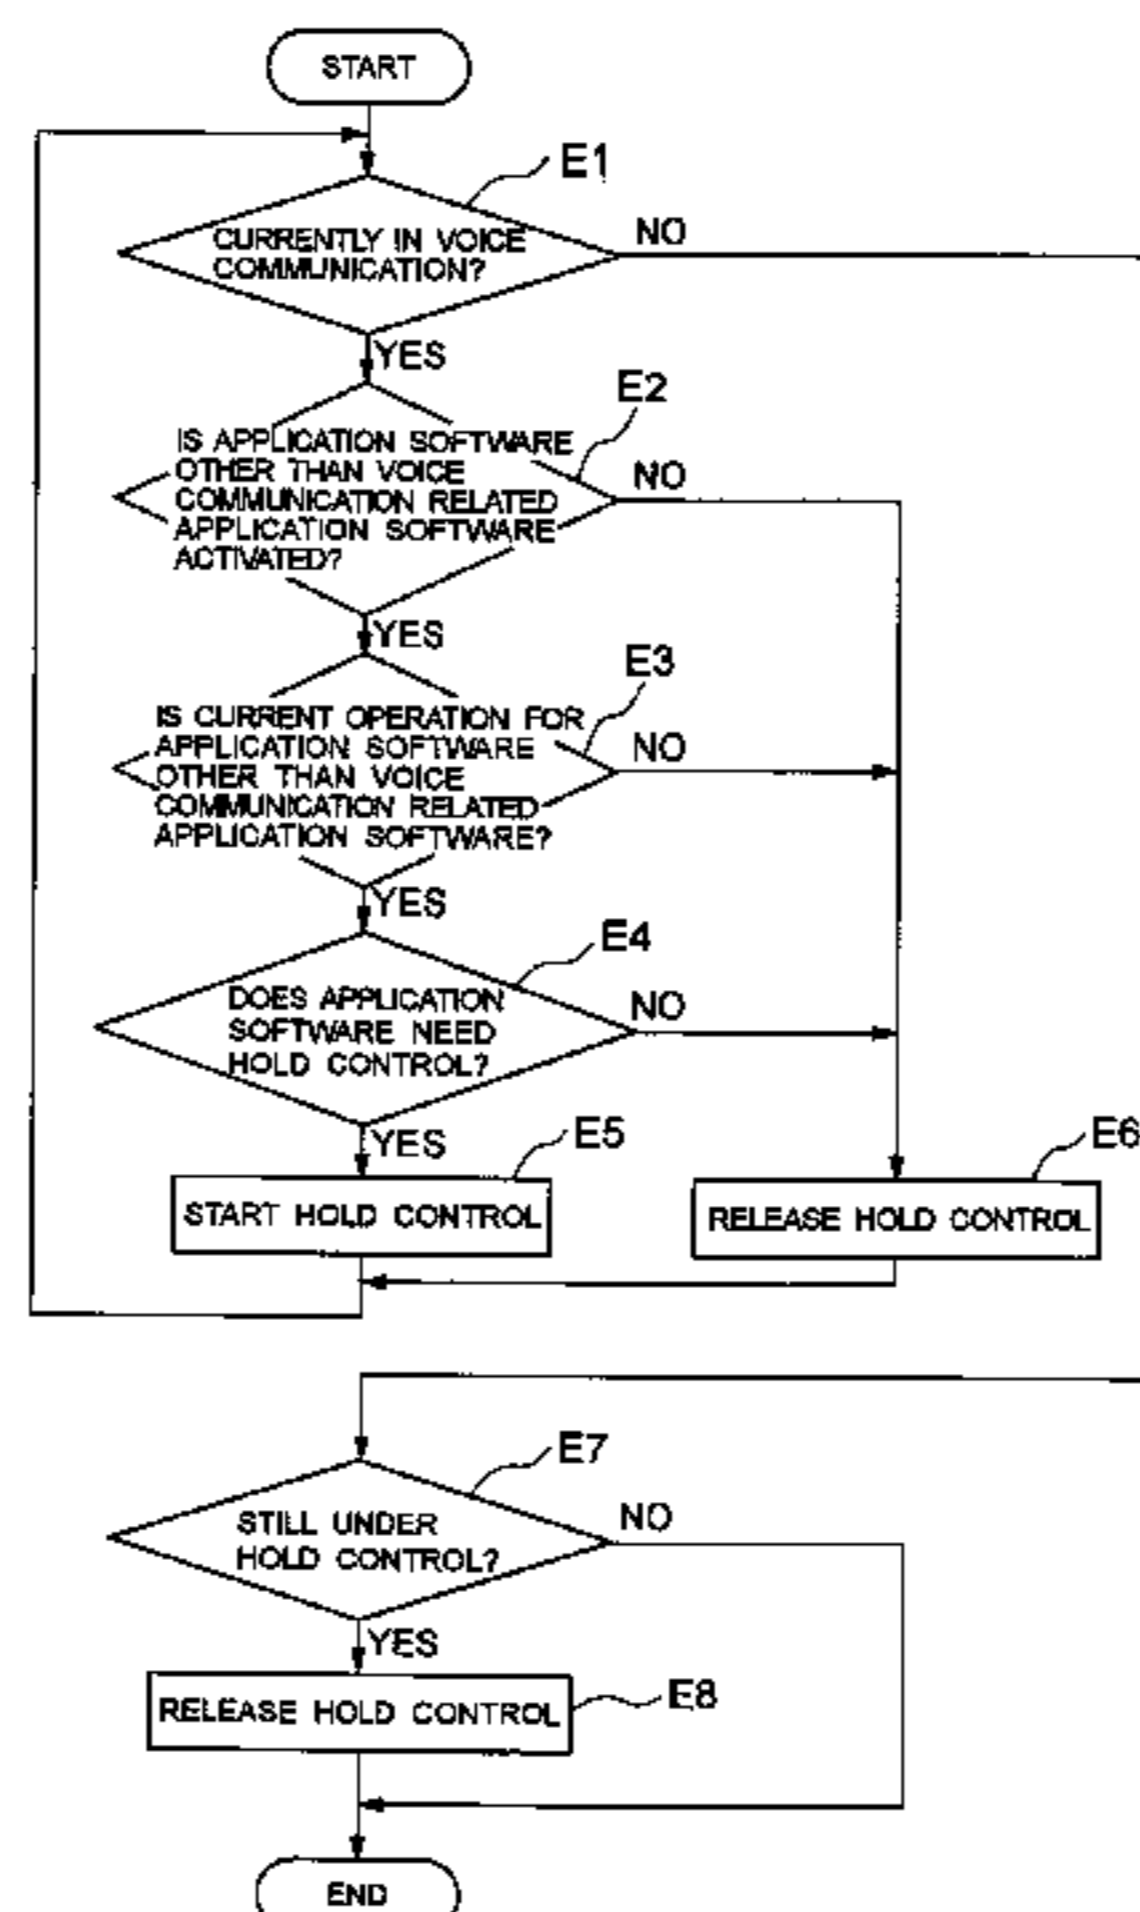 START
E1
CURRENTLY IN VOICE
COMMUNICATION?
NO
YES
E2
IS APPLICATION SOFTWARE
OTHER THAN VOICE
COMMUNICATION RELATED
APPLICATION SOFTWARE
ACTIVATED?
NO
YES
E3
IS CURRENT OPERATION FOR
APPLICATION SOFTWARE
OTHER THAN VOICE
COMMUNICATION RELATED
APPLICATION SOFTWARE?
NO
YES
E4
DOES APPLICATION
SOFTWARE NEED
HOLD CONTROL?
NO
YES
E5
START HOLD CONTROL
E6
RELEASE HOLD CONTROL
E7
STILL UNDER
HOLD CONTROL?
NO
YES
E8
RELEASE HOLD CONTROL
END